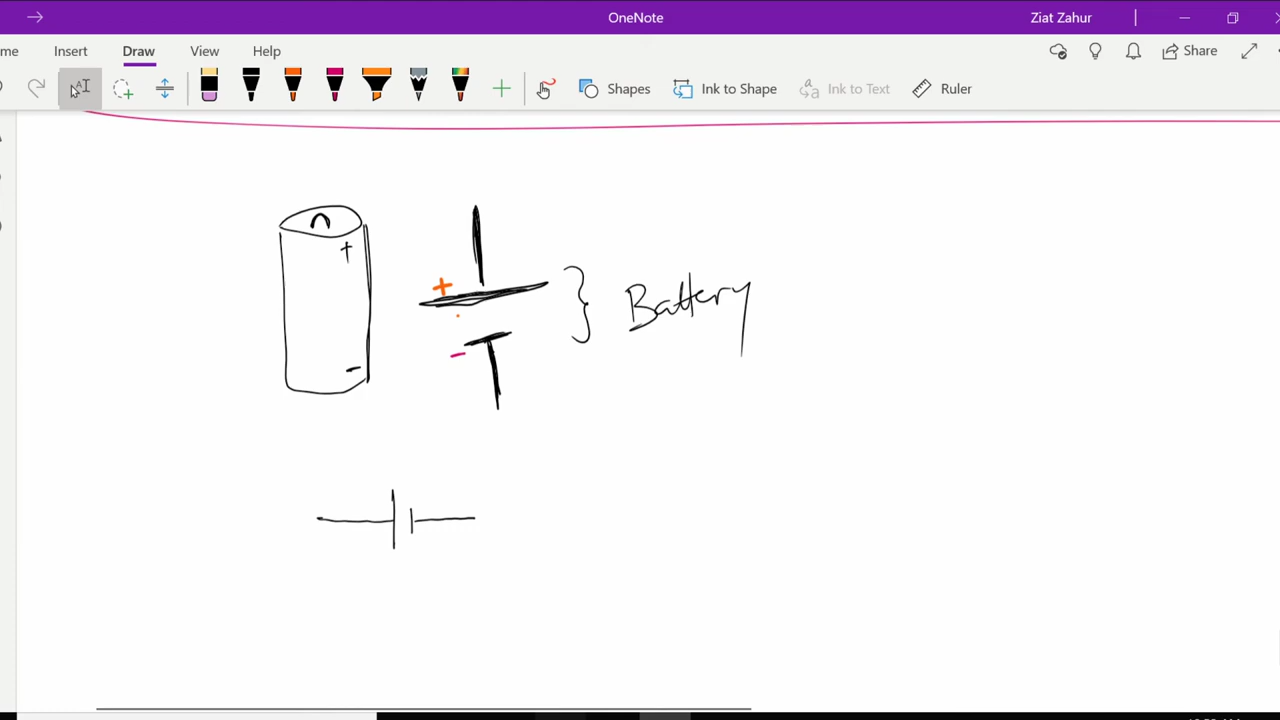 OneNote
Ziat Zahur
Insert Draw View Help
Share
Shapes Ink to Shape Ink to Text Ruler
+
-
+
-
Battery